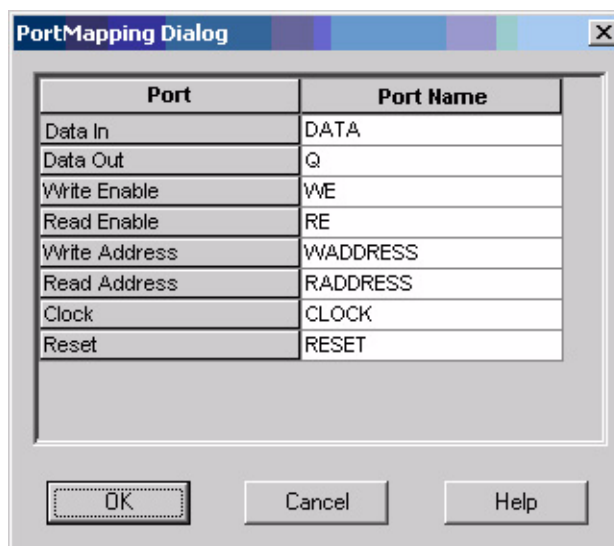 PortMapping Dialog
Port Port Name
Data In DATA
Data Out Q
Write Enable WE
Read Enable RE
Write Address WADDRESS
Read Address RADDRESS
Clock CLOCK
Reset RESET
OK Cancel Help